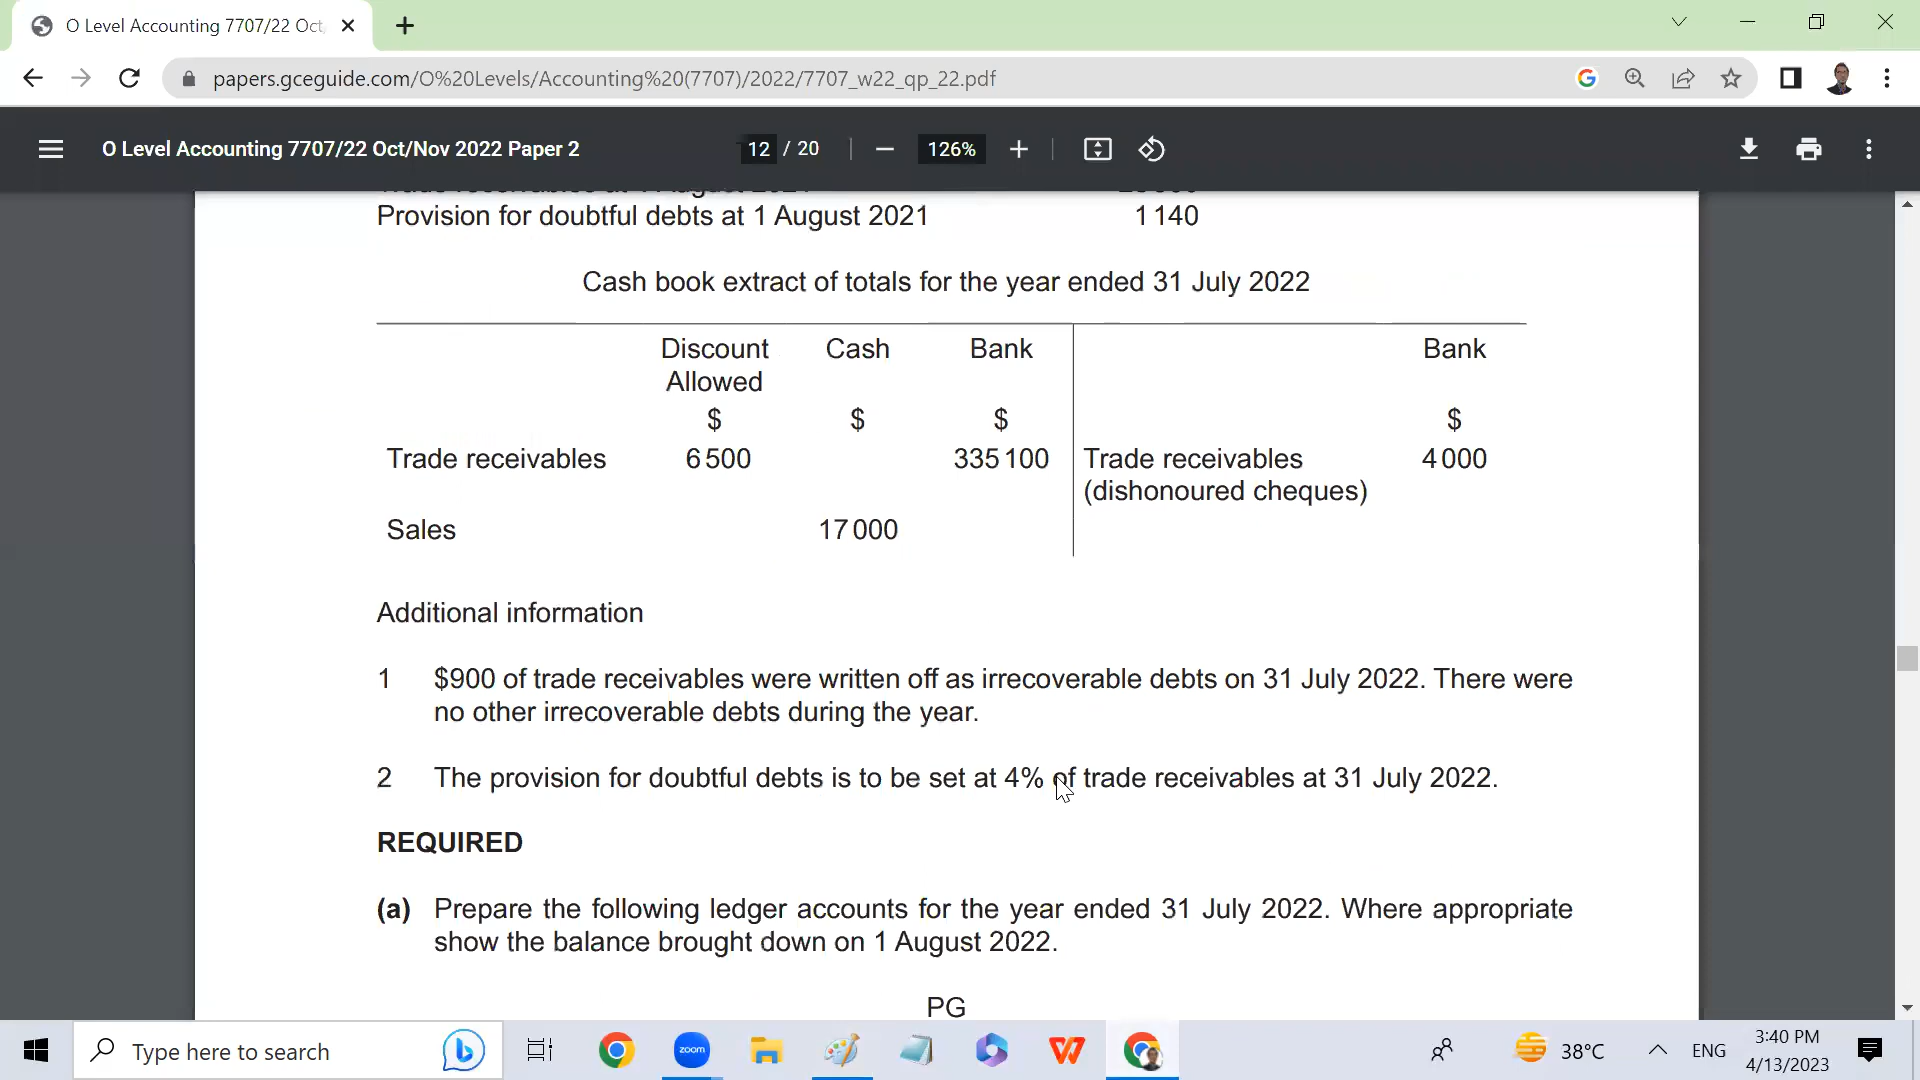 O Level Accounting 7707/22 Oct
papers.gceguide.com/O%20Levels/Accounting%20(7707)/2022/7707_w22_qp_22.pdf
O Level Accounting 7707/22 Oct/Nov 2022 Paper 2
12 / 20
126%
Provision for doubtful debts at 1 August 2021 1 140
Cash book extract of totals for the year ended 31 July 2022
Discount Cash Bank Bank
Allowed
$ $ $ $
Trade receivables 6 500 335 100 Trade receivables 4 000
(dishonoured cheques)
Sales 17 000
Additional information
1 $900 of trade receivables were written off as irrecoverable debts on 31 July 2022. There were
no other irrecoverable debts during the year.
2 The provision for doubtful debts is to be set at 4% of trade receivables at 31 July 2022.
REQUIRED
(a) Prepare the following ledger accounts for the year ended 31 July 2022. Where appropriate
show the balance brought down on 1 August 2022.
PG
Type here to search
zoom
38°C
ENG
3:40 PM
4/13/2023